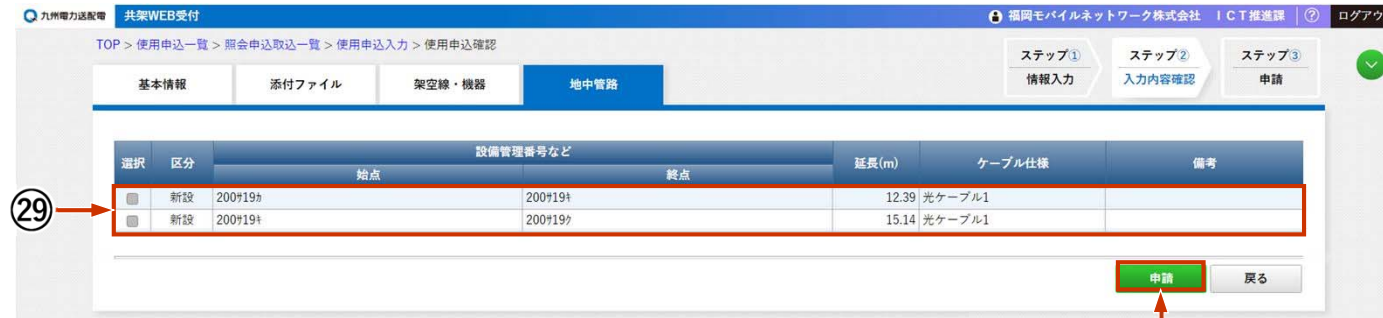 九州電力送配電 共架WEB受付 福岡モバイルネットワーク株式会社 ICT推進課 ? ログアウ
TOP > 使用申込一覧 > 照会申込取込一覧 > 使用申込入力 > 使用申込確認
ステップ① ステップ② ステップ③
情報入力 入力内容確認 申請
基本情報 添付ファイル 架空線・機器 地中管路
選択 区分 設備管理番号など 延長(m) ケーブル仕様 備考
始点 終点
㉙
新設 200ｻ19ｶ 200ｻ19ｷ 12.39 光ケーブル1
新設 200ｻ19ｷ 200ｻ19ｸ 15.14 光ケーブル1
申請 戻る